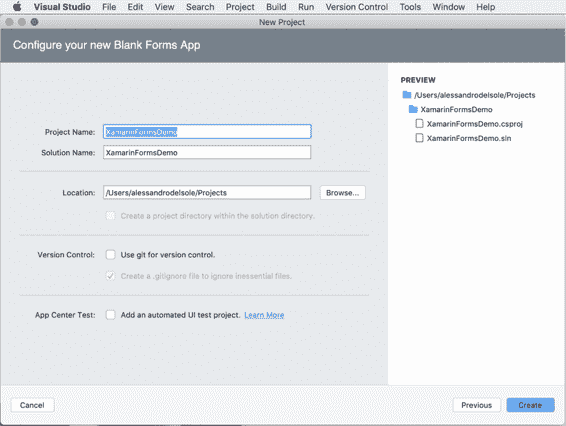 Visual Studio File Edit View Search Project Build Run Version Control Tools Window Help
New Project
Configure your new Blank Forms App
PREVIEW
/Users/alessandrodelsole/Projects
XamarinFormsDemo
XamarinFormsDemo.csproj
XamarinFormsDemo.sln
Project Name: XamarinFormsDemo
Solution Name: XamarinFormsDemo
Location: /Users/alessandrodelsole/Projects Browse...
Create a project directory within the solution directory.
Version Control: Use git for version control.
Create a .gitignore file to ignore inessential files.
App Center Test: Add an automated UI test project. Learn More
Cancel Previous Create